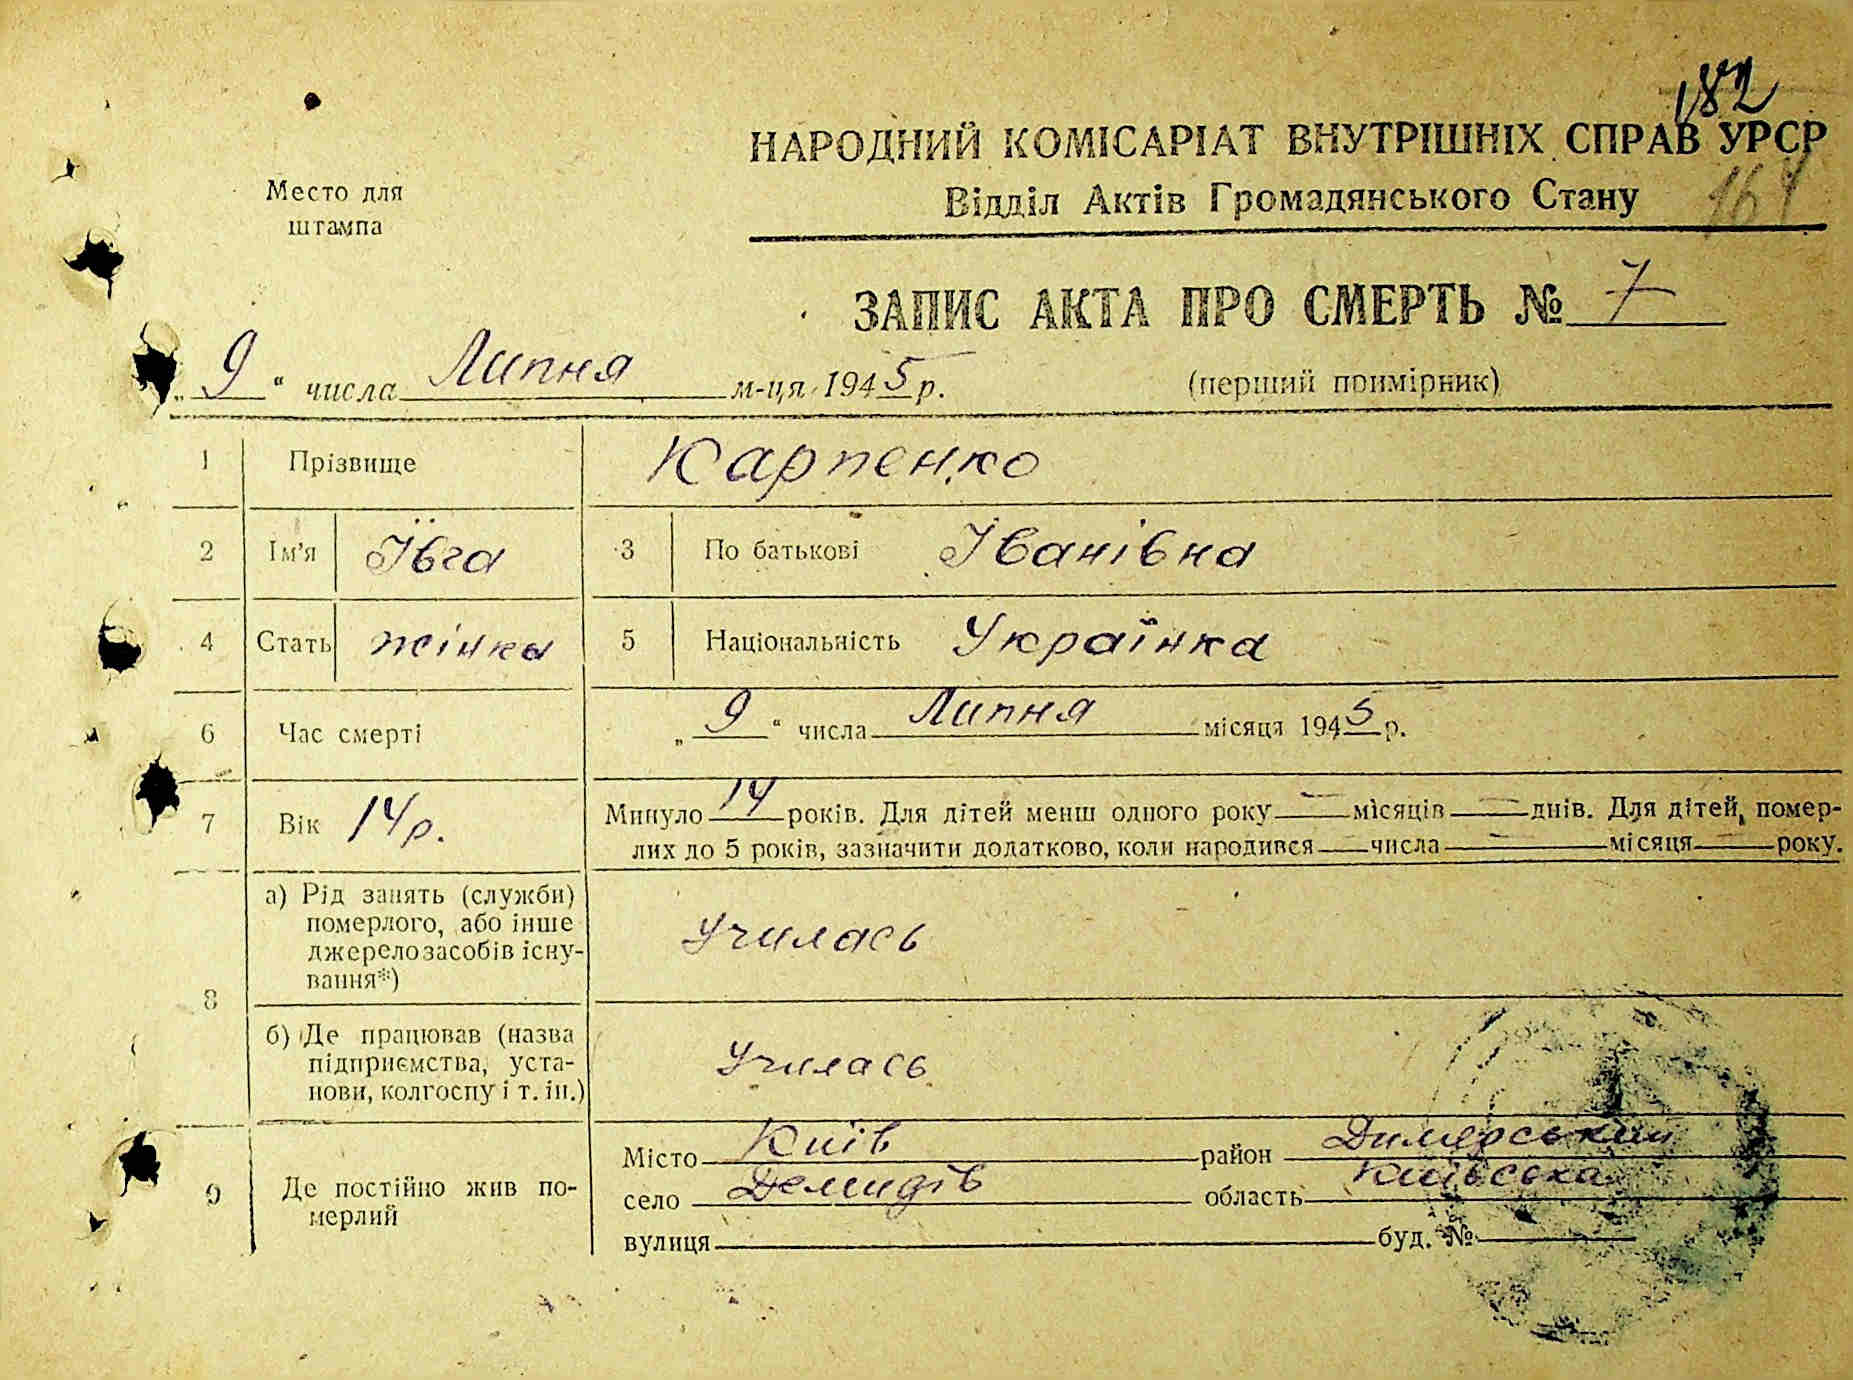 182
НАРОДНИЙ КОМІСАРІАТ ВНУТРІШНІХ СПРАВ УРСР
Відділ Актів Громадянського Стану
164
Место для
штампа
ЗАПИС АКТА ПРО СМЕРТЬ № 7
„ 9 “ числа Липня м-ця 1945 р.
(перший примірник)
1 Прізвище Карпенко
2 Ім’я Ївга 3 По батькові Іванівна
4 Стать жінка 5 Національність Українка
6 Час смерті „ 9 “ числа Липня місяця 1945 р.
7 Вік 14 р. Минуло 14 років. Для дітей менш одного року — місяців — днів. Для дітей, помер-
лих до 5 років, зазначити додатково, коли народився — числа — місяця — року.
8 а) Рід занять (служби)
померлого, або інше
джерело засобів існу-
вання*)
Училась
б) Де працював (назва
підприємства, уста-
нови, колгоспу і т. ін.)
Училась
9 Де постійно жив по-
мерлий
Місто Київ район Димерський
село Демидів область Київська
вулиця буд. №